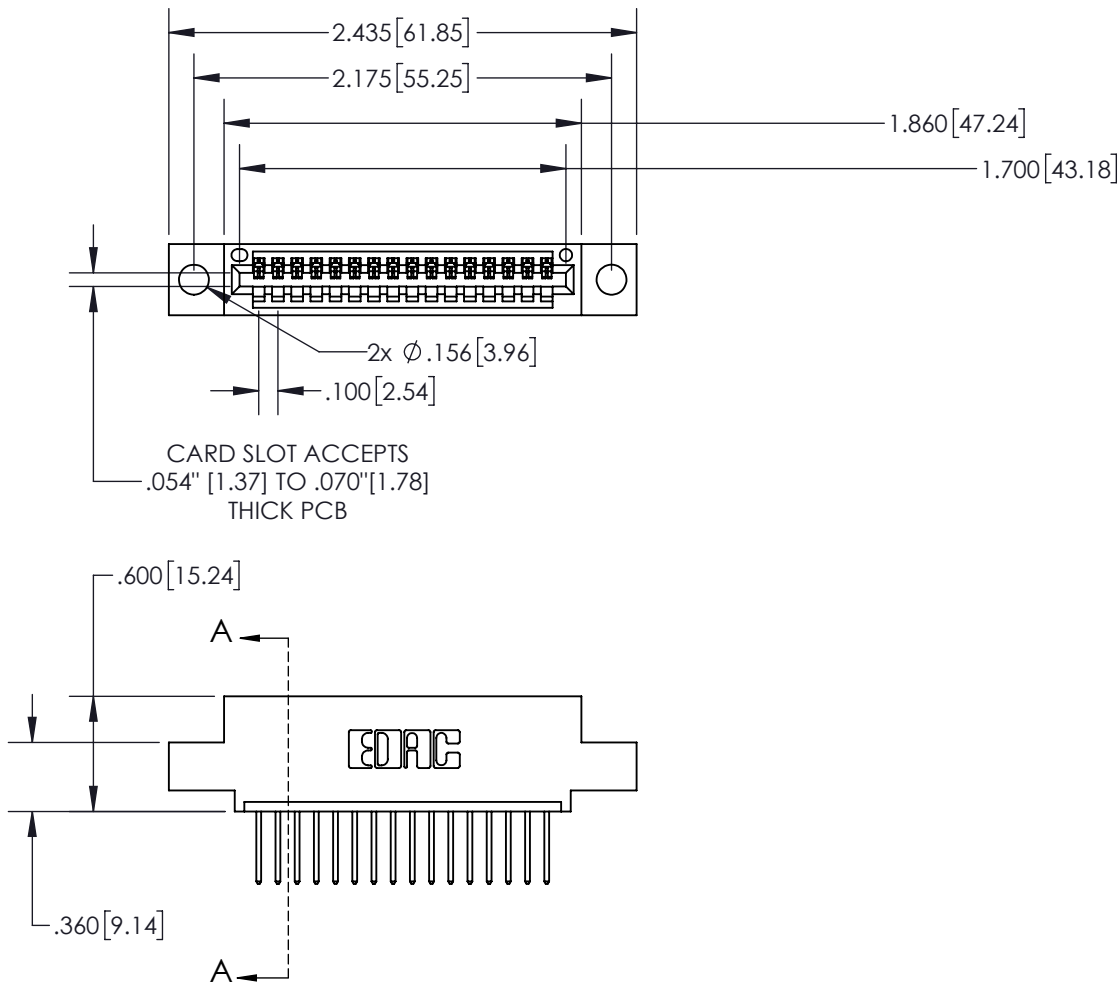 2.435[61.85]
2.175[55.25]
1.860[47.24]
1.700[43.18]
2x ∅.156[3.96]
.100[2.54]
CARD SLOT ACCEPTS
.054" [1.37] TO .070"[1.78]
THICK PCB
.600[15.24]
A
EDAC
.360[9.14]
A